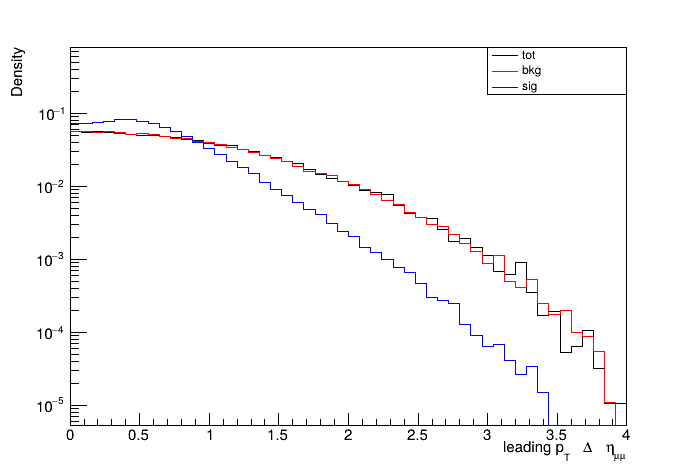 Density
tot
bkg
sig
10⁻¹
10⁻²
10⁻³
10⁻⁴
10⁻⁵
0 0.5 1 1.5 2 2.5 3 3.5 4
leading p_T Δ η_μμ